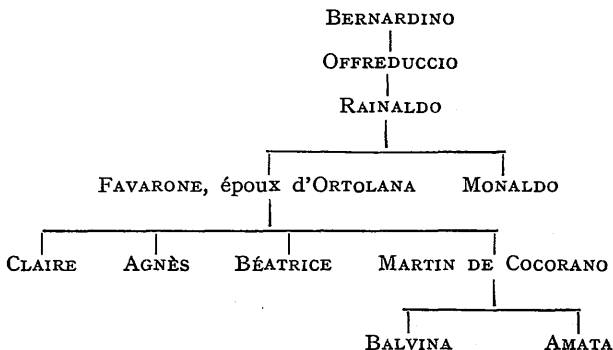 BERNARDINO
OFFREDUCCIO
RAINALDO
FAVARONE, époux d'ORTOLANA MONALDO
CLAIRE AGNÈS BÉATRICE MARTIN DE COCORANO
BALVINA AMATA